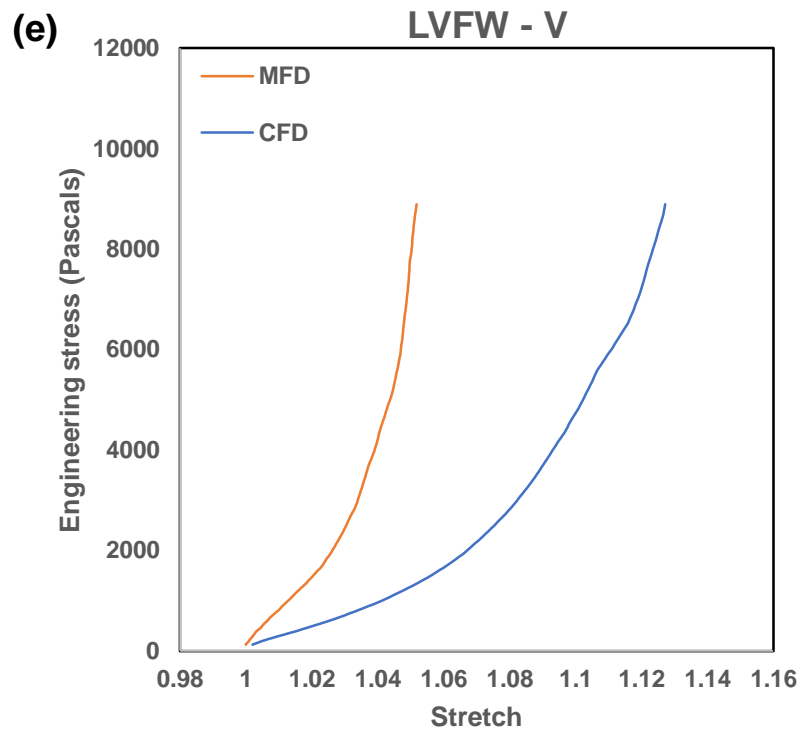 (e)
LVFW - V
12000
10000
8000
6000
4000
2000
0
Engineering stress (Pascals)
MFD
CFD
0.98 1 1.02 1.04 1.06 1.08 1.1 1.12 1.14 1.16
Stretch